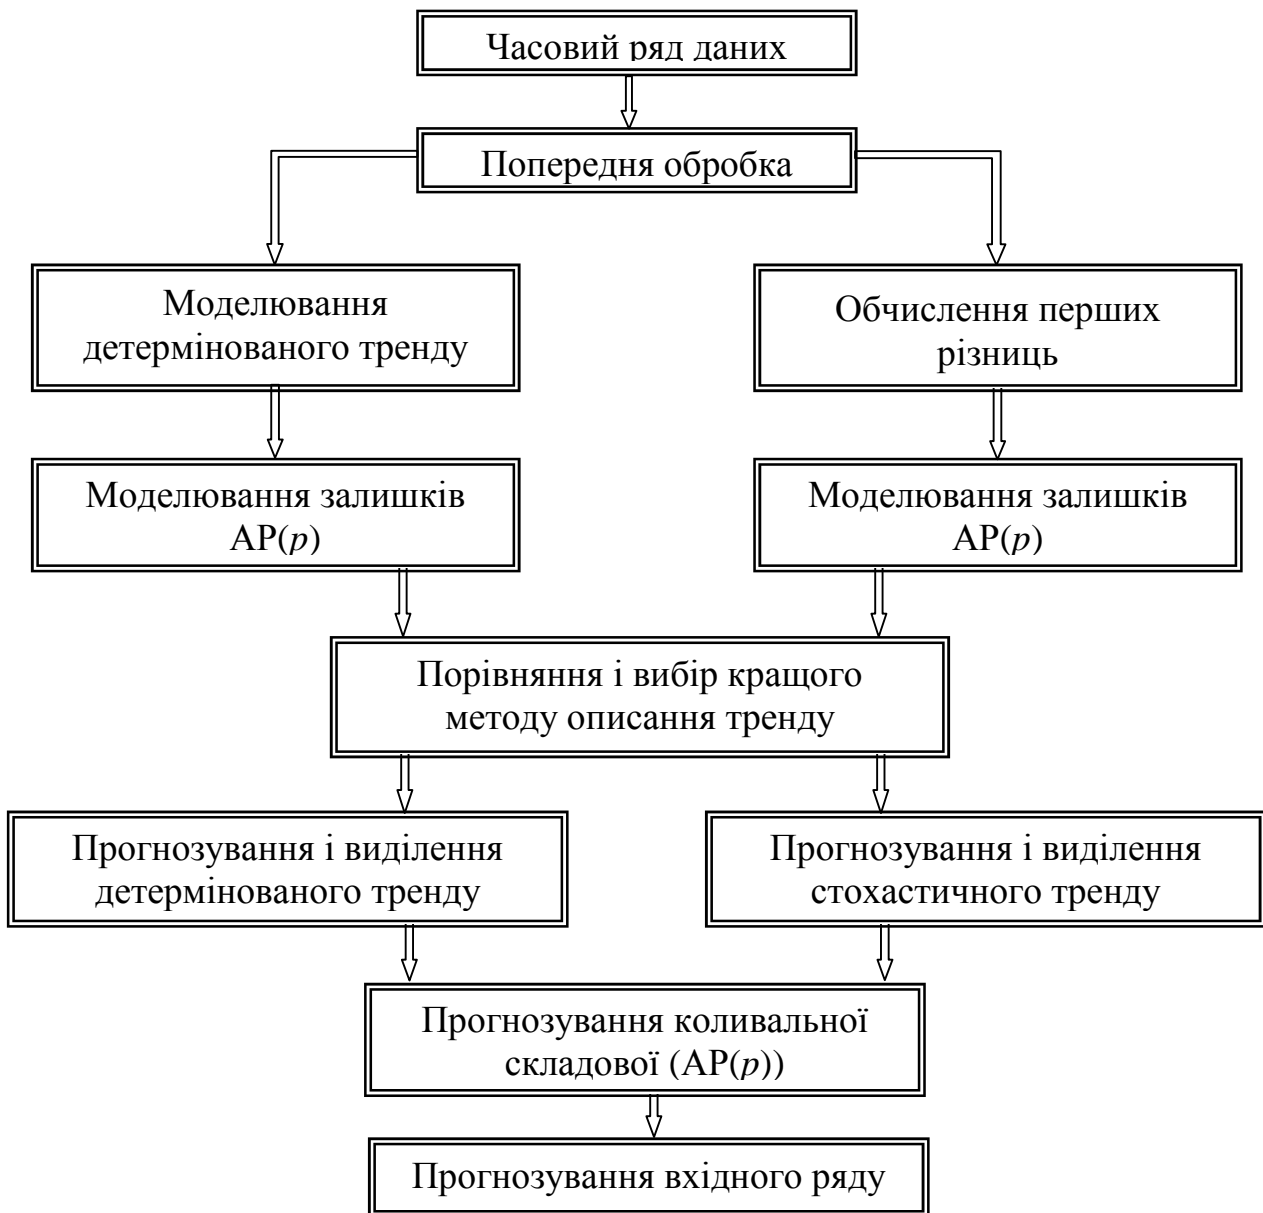 Часовий ряд даних
Попередня обробка
Моделювання
детермінованого тренду
Обчислення перших
різниць
Моделювання залишків
АР(p)
Моделювання залишків
АР(p)
Порівняння і вибір кращого
методу описання тренду
Прогнозування і виділення
детермінованого тренду
Прогнозування і виділення
стохастичного тренду
Прогнозування коливальної
складової (АР(p))
Прогнозування вхідного ряду